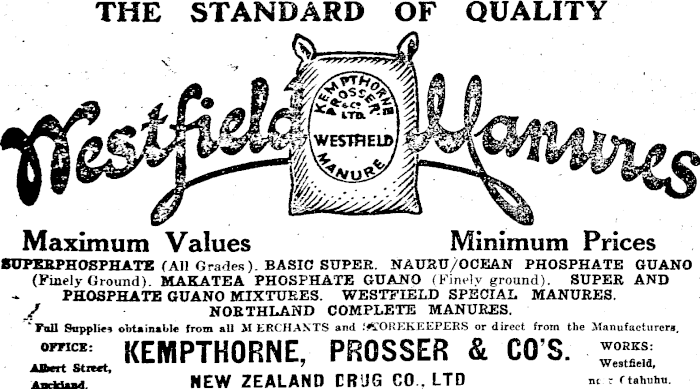 THE STANDARD OF QUALITY
Westfield Manures
KEMPTHORNE
PROSSER
& Co
LTD.
WESTFIELD
MANURE
Maximum Values Minimum Prices
SUPERPHOSPHATE (All Grades). BASIC SUPER. NAURU/OCEAN PHOSPHATE GUANO
(Finely Ground). MAKATEA PHOSPHATE GUANO (Finely ground). SUPER AND
PHOSPHATE GUANO MIXTURES. WESTFIELD SPECIAL MANURES.
NORTHLAND COMPLETE MANURES.
Full Supplies obtainable from all MERCHANTS and STOREKEEPERS or direct from the Manufacturers,
OFFICE:
Albert Street,
Auckland.
KEMPTHORNE, PROSSER & CO'S.
NEW ZEALAND DRUG CO., LTD
WORKS:
Westfield,